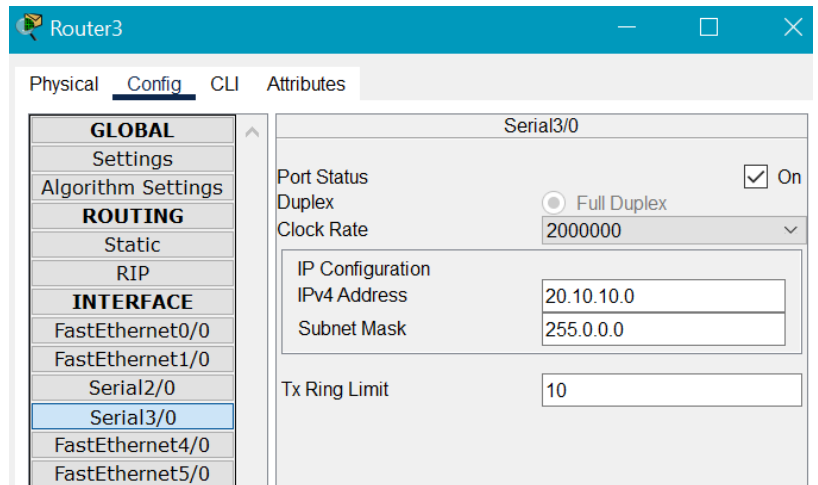 Router3
Physical Config CLI Attributes
GLOBAL
Settings
Algorithm Settings
ROUTING
Static
RIP
INTERFACE
FastEthernet0/0
FastEthernet1/0
Serial2/0
Serial3/0
FastEthernet4/0
FastEthernet5/0
Serial3/0
Port Status On
Duplex Full Duplex
Clock Rate 2000000
IP Configuration
IPv4 Address 20.10.10.0
Subnet Mask 255.0.0.0
Tx Ring Limit 10